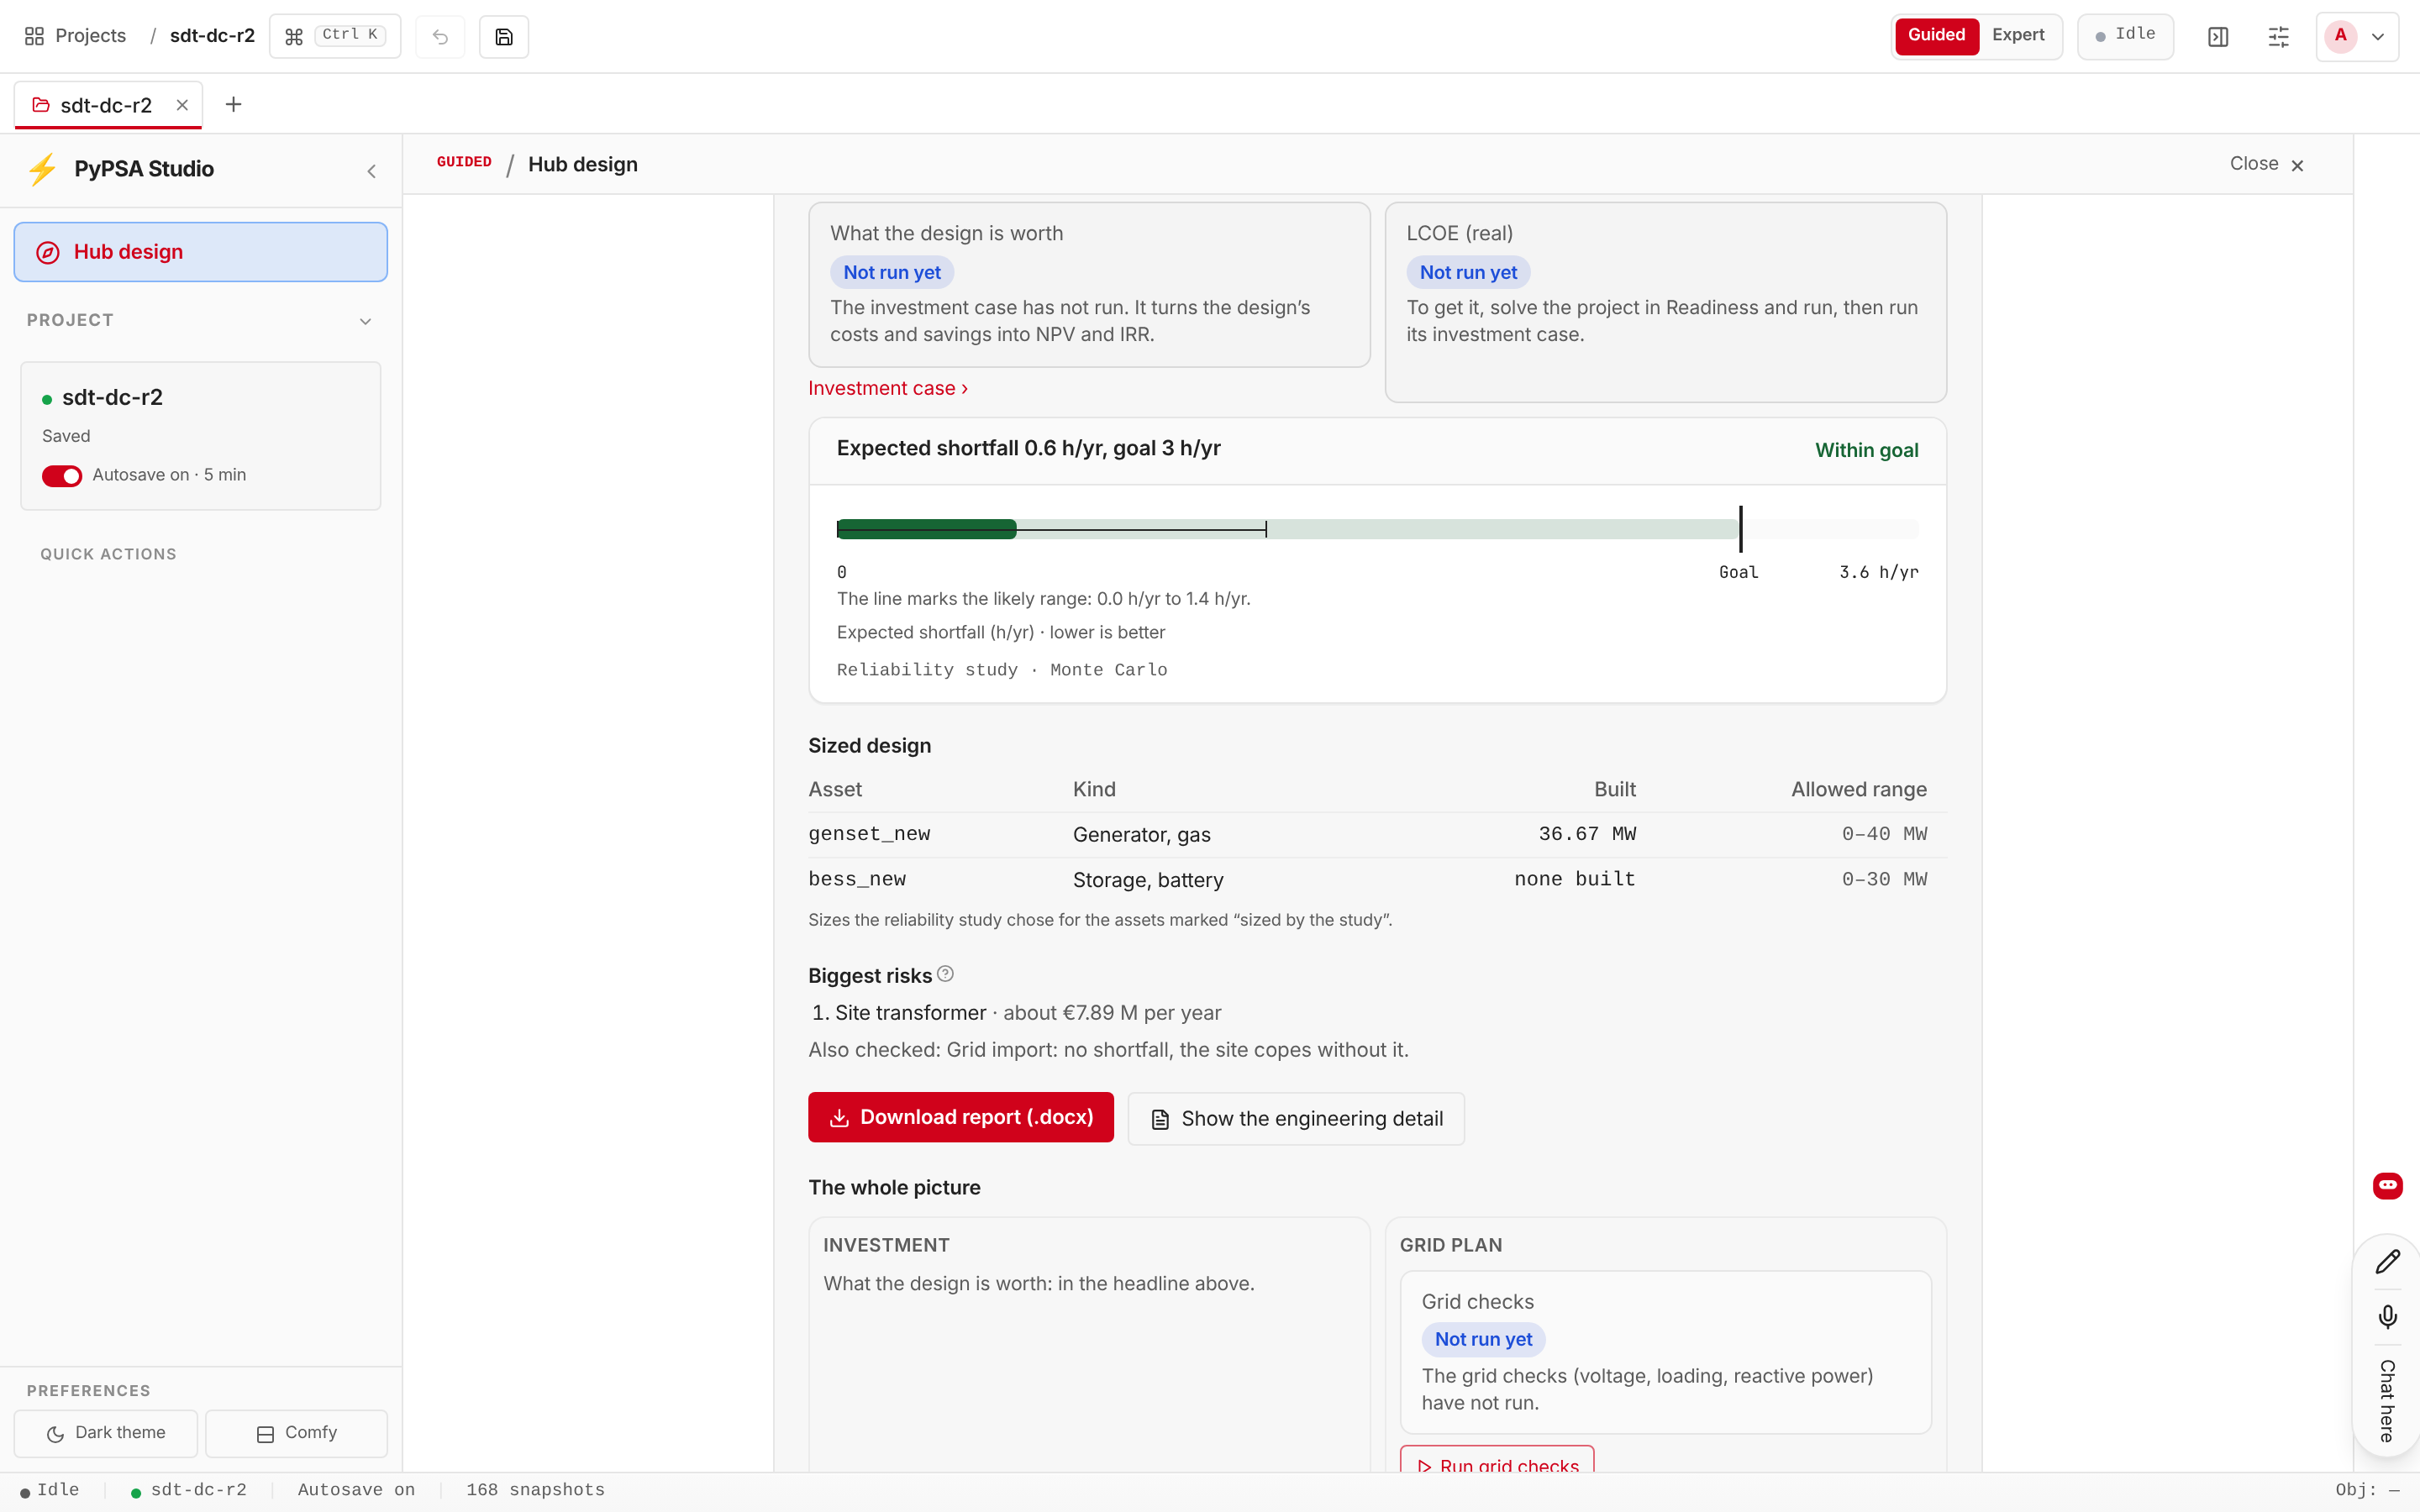 Projects / sdt-dc-r2 ⌘ Ctrl K
Guided Expert Idle A
sdt-dc-r2
PyPSA Studio
Hub design
PROJECT
sdt-dc-r2
Saved
Autosave on · 5 min
QUICK ACTIONS
PREFERENCES
Dark theme
Comfy
GUIDED / Hub design
Close
What the design is worth
Not run yet
The investment case has not run. It turns the design’s
costs and savings into NPV and IRR.
Investment case ›
LCOE (real)
Not run yet
To get it, solve the project in Readiness and run, then run
its investment case.
Expected shortfall 0.6 h/yr, goal 3 h/yr
Within goal
0 Goal 3.6 h/yr
The line marks the likely range: 0.0 h/yr to 1.4 h/yr.
Expected shortfall (h/yr) · lower is better
Reliability study · Monte Carlo
Sized design
Asset Kind Built Allowed range
genset_new Generator, gas 36.67 MW 0–40 MW
bess_new Storage, battery none built 0–30 MW
Sizes the reliability study chose for the assets marked “sized by the study”.
Biggest risks
1. Site transformer · about €7.89 M per year
Also checked: Grid import: no shortfall, the site copes without it.
Download report (.docx)
Show the engineering detail
The whole picture
INVESTMENT
What the design is worth: in the headline above.
GRID PLAN
Grid checks
Not run yet
The grid checks (voltage, loading, reactive power)
have not run.
Run grid checks
Chat here
Idle sdt-dc-r2 Autosave on 168 snapshots Obj: —